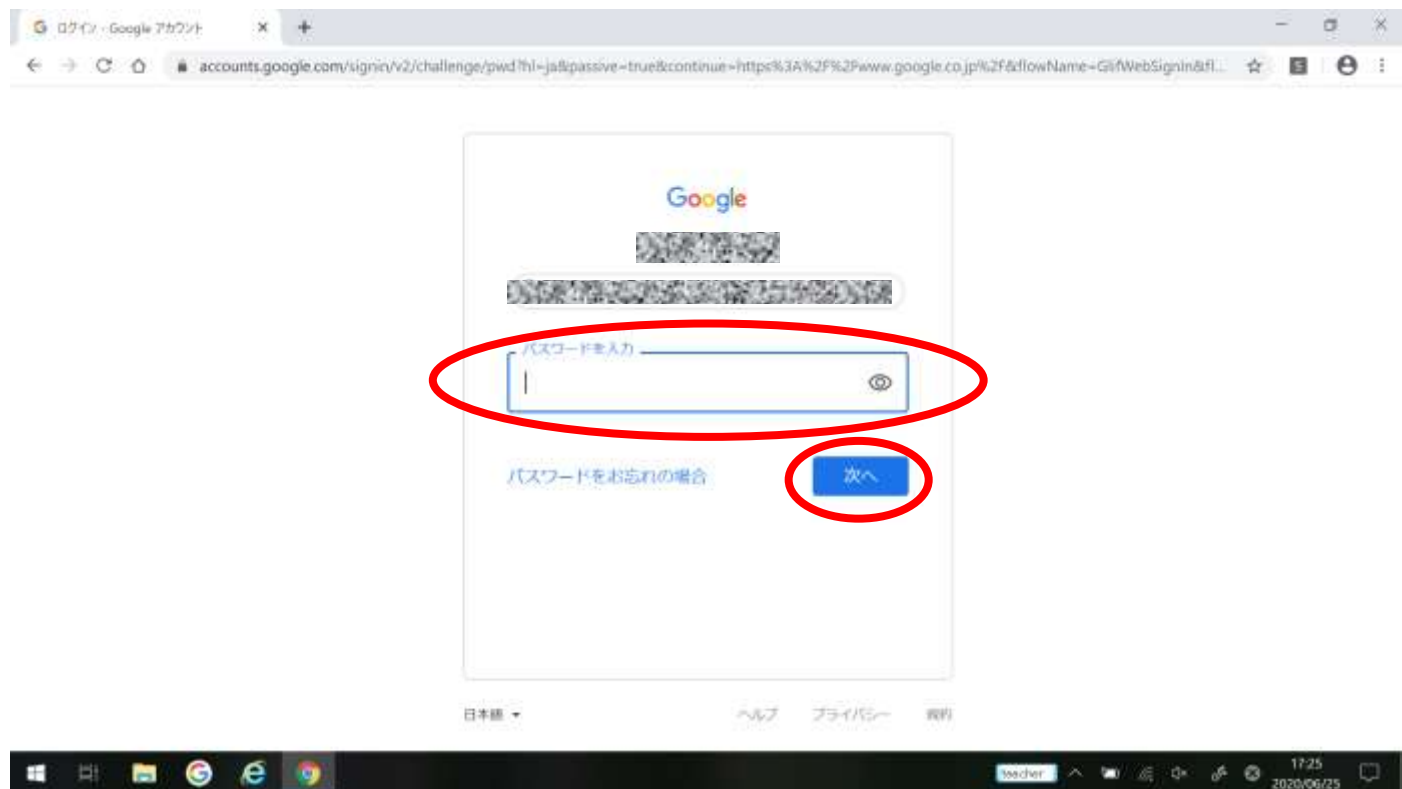 ログイン - Google アカウント
accounts.google.com/signin/v2/challenge/pwd?hl=ja&passive=true&continue=https%3A%2F%2Fwww.google.co.jp%2F&flowName=GlifWebSignin&fl...
Google
パスワードを入力
パスワードをお忘れの場合
次へ
日本語
ヘルプ プライバシー 規約
teacher
17:25
2020/06/25